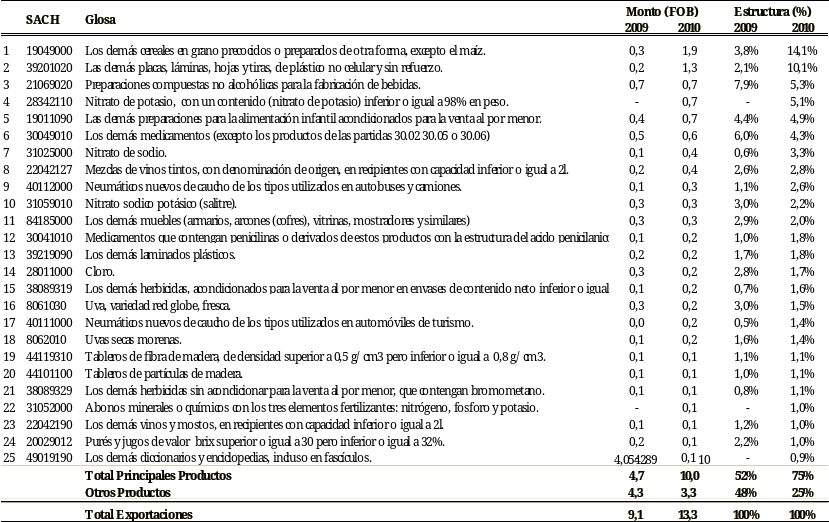 SACH Glosa Monto (FOB) Estructura (%)
2009 2010 2009 2010
1 19049000 Los demás cereales en grano precocidos o preparados de otra forma, excepto el maíz. 0,3 1,9 3,8% 14,1%
2 39201020 Las demás placas, láminas, hojas y tiras, de plástico no celular y sin refuerzo. 0,2 1,3 2,1% 10,1%
3 21069020 Preparaciones compuestas no alcohólicas para la fabricación de bebidas. 0,7 0,7 7,9% 5,3%
4 28342110 Nitrato de potasio, con un contenido (nitrato de potasio) inferior o igual a 98% en peso. - 0,7 - 5,1%
5 19011090 Las demás preparaciones para la alimentación infantil acondicionados para la venta al por menor. 0,4 0,7 4,4% 4,9%
6 30049010 Los demás medicamentos (excepto los productos de las partidas 30.02 30.05 o 30.06) 0,5 0,6 6,0% 4,3%
7 31025000 Nitrato de sodio. 0,1 0,4 0,6% 3,3%
8 22042127 Mezclas de vinos tintos, con denominación de origen, en recipientes con capacidad inferior o igual a 2l. 0,2 0,4 2,6% 2,8%
9 40112000 Neumáticos nuevos de caucho de los tipos utilizados en autobuses y camiones. 0,1 0,3 1,1% 2,6%
10 31059010 Nitrato sodico potásico (salitre). 0,3 0,3 3,0% 2,2%
11 84185000 Los demás muebles (armarios, arcones (cofres), vitrinas, mostradores y similares) 0,3 0,3 2,9% 2,0%
12 30041010 Medicamentos que contengan penicilinas o derivados de estos productos con la estructura del acido penicilanic 0,1 0,2 1,0% 1,8%
13 39219090 Los demás laminados plásticos. 0,2 0,2 1,7% 1,8%
14 28011000 Cloro. 0,3 0,2 2,8% 1,7%
15 38089319 Los demás herbicidas, acondicionados para la venta al por menor en envases de contenido neto inferior o igual 0,1 0,2 0,7% 1,6%
16 8061030 Uva, variedad red globe, fresca. 0,3 0,2 3,0% 1,5%
17 40111000 Neumáticos nuevos de caucho de los tipos utilizados en automóviles de turismo. 0,0 0,2 0,5% 1,4%
18 8062010 Uvas secas morenas. 0,1 0,2 1,6% 1,4%
19 44119310 Tableros de fibra de madera, de densidad superior a 0,5 g/cm3 pero inferior o igual a 0,8 g/cm3. 0,1 0,1 1,1% 1,1%
20 44101100 Tableros de partículas de madera. 0,1 0,1 1,0% 1,1%
21 38089329 Los demás herbicidas sin acondicionar para la venta al por menor, que contengan bromometano. 0,1 0,1 0,8% 1,1%
22 31052000 Abonos minerales o químicos con los tres elementos fertilizantes: nitrógeno, fosforo y potasio. - 0,1 - 1,0%
23 22042190 Los demás vinos y mostos, en recipientes con capacidad inferior o igual a 2l. 0,1 0,1 1,2% 1,0%
24 20029012 Purés y jugos de valor brix superior o igual a 30 pero inferior o igual a 32%. 0,2 0,1 2,2% 1,0%
25 49019190 Los demás diccionarios y enciclopedias, incluso en fascículos. 4,054289 0,1 10 - 0,9%
Total Principales Productos 4,7 10,0 52% 75%
Otros Productos 4,3 3,3 48% 25%
Total Exportaciones 9,1 13,3 100% 100%